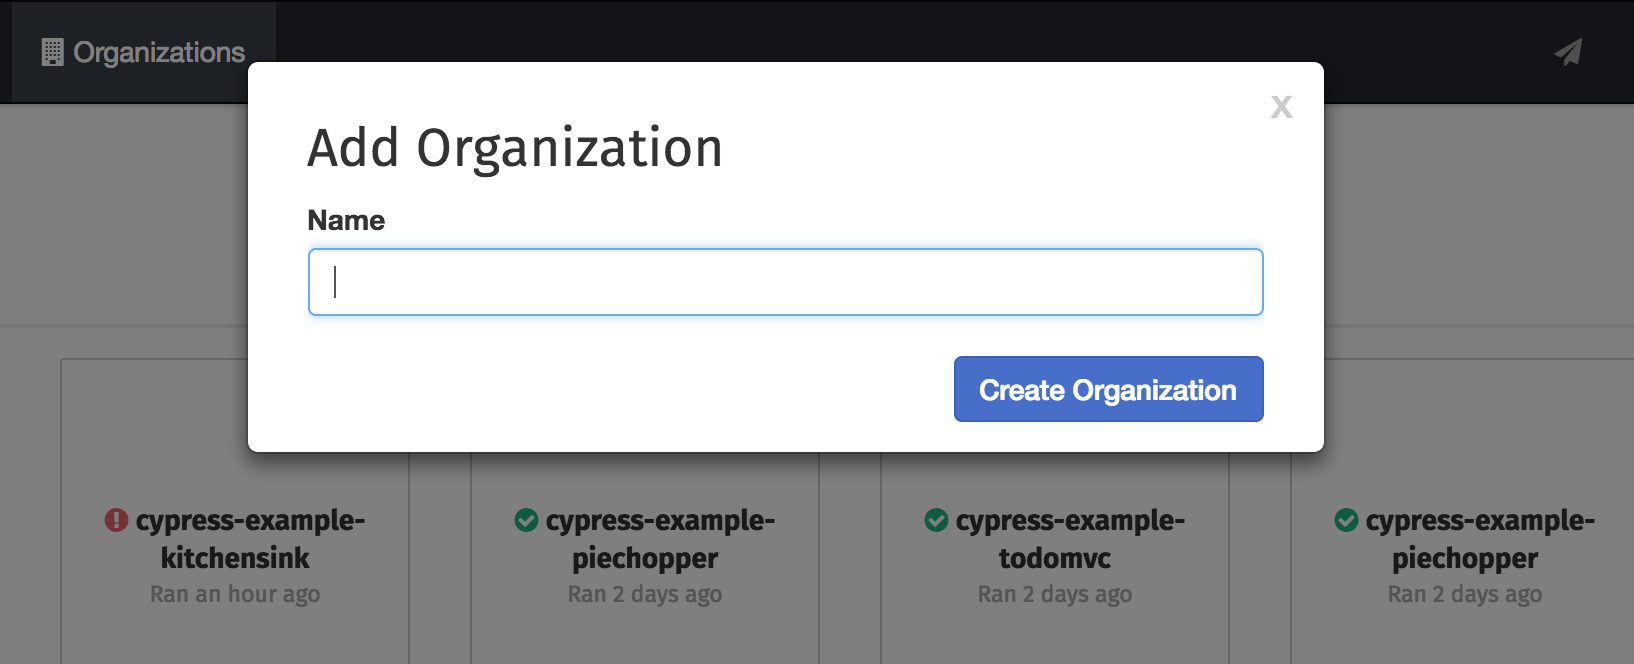 Organizations
X
Add Organization
Name
Create Organization
cypress-example-
kitchensink
Ran an hour ago
cypress-example-
piechopper
Ran 2 days ago
cypress-example-
todomvc
Ran 2 days ago
cypress-example-
piechopper
Ran 2 days ago